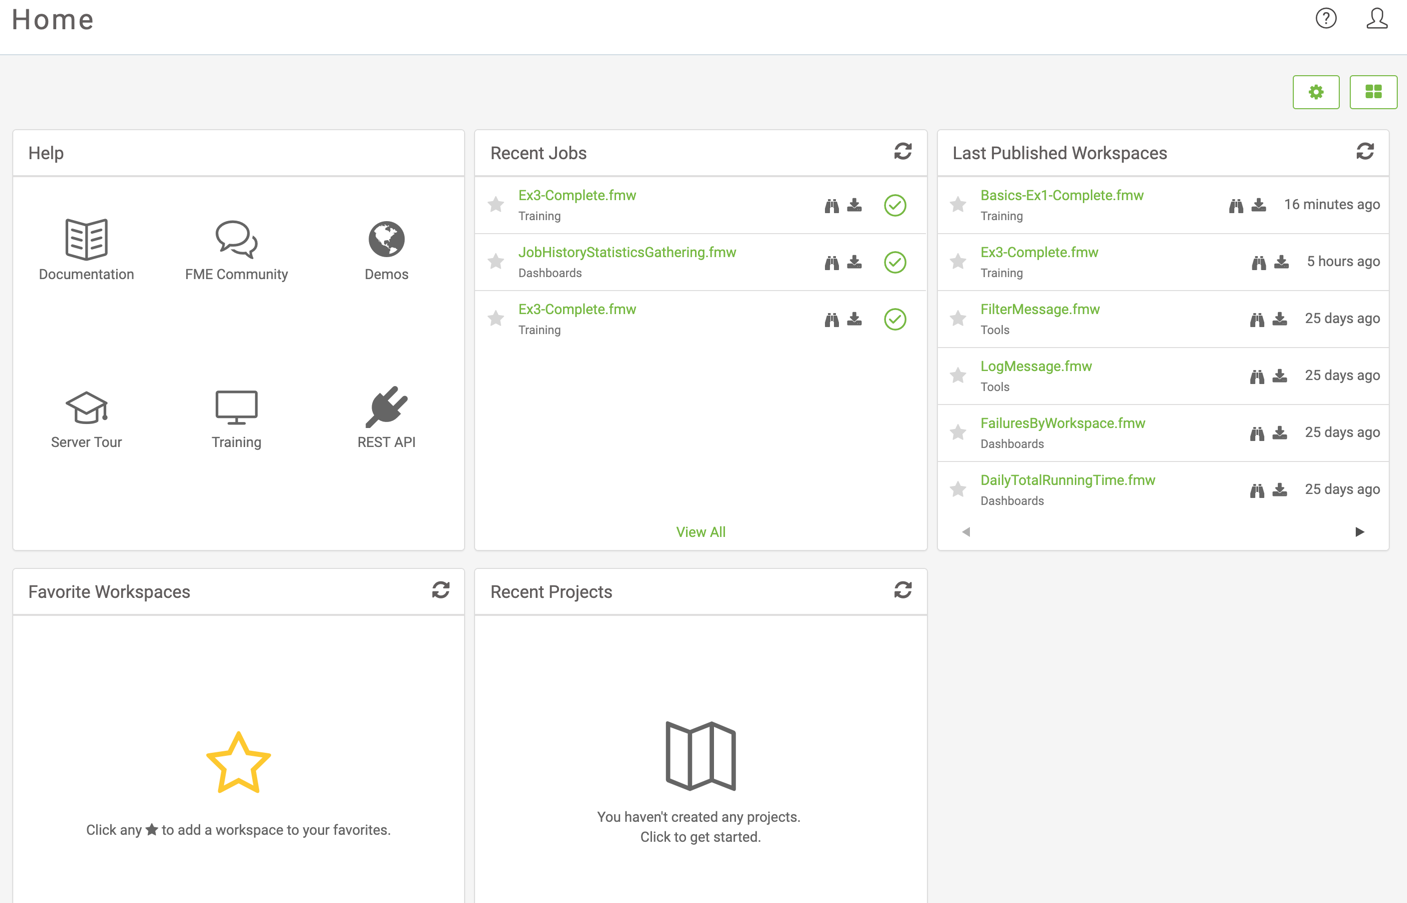 Home
Help
Documentation
FME Community
Demos
Server Tour
Training
REST API
Recent Jobs
Ex3-Complete.fmw
Training
JobHistoryStatisticsGathering.fmw
Dashboards
Ex3-Complete.fmw
Training
View All
Last Published Workspaces
Basics-Ex1-Complete.fmw
16 minutes ago
Training
Ex3-Complete.fmw
5 hours ago
Training
FilterMessage.fmw
25 days ago
Tools
LogMessage.fmw
25 days ago
Tools
FailuresByWorkspace.fmw
25 days ago
Dashboards
DailyTotalRunningTime.fmw
25 days ago
Dashboards
Favorite Workspaces
Click any ★ to add a workspace to your favorites.
Recent Projects
You haven't created any projects.
Click to get started.